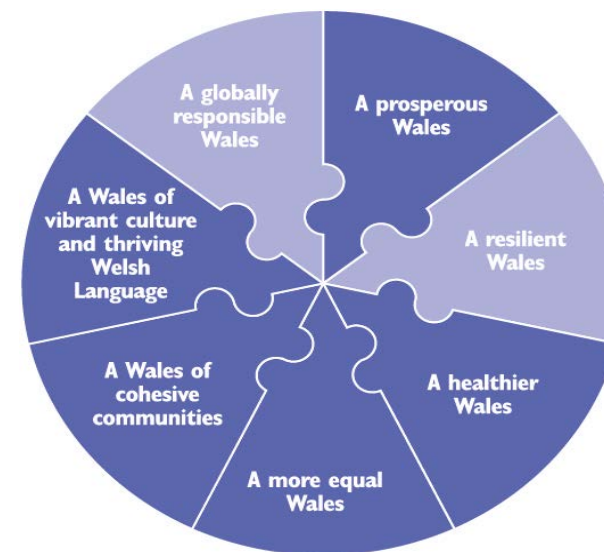 A prosperous
Wales
A resilient
Wales
A healthier
Wales
A more equal
Wales
A Wales of
cohesive
communities
A Wales of
vibrant culture
and thriving
Welsh
Language
A globally
responsible
Wales